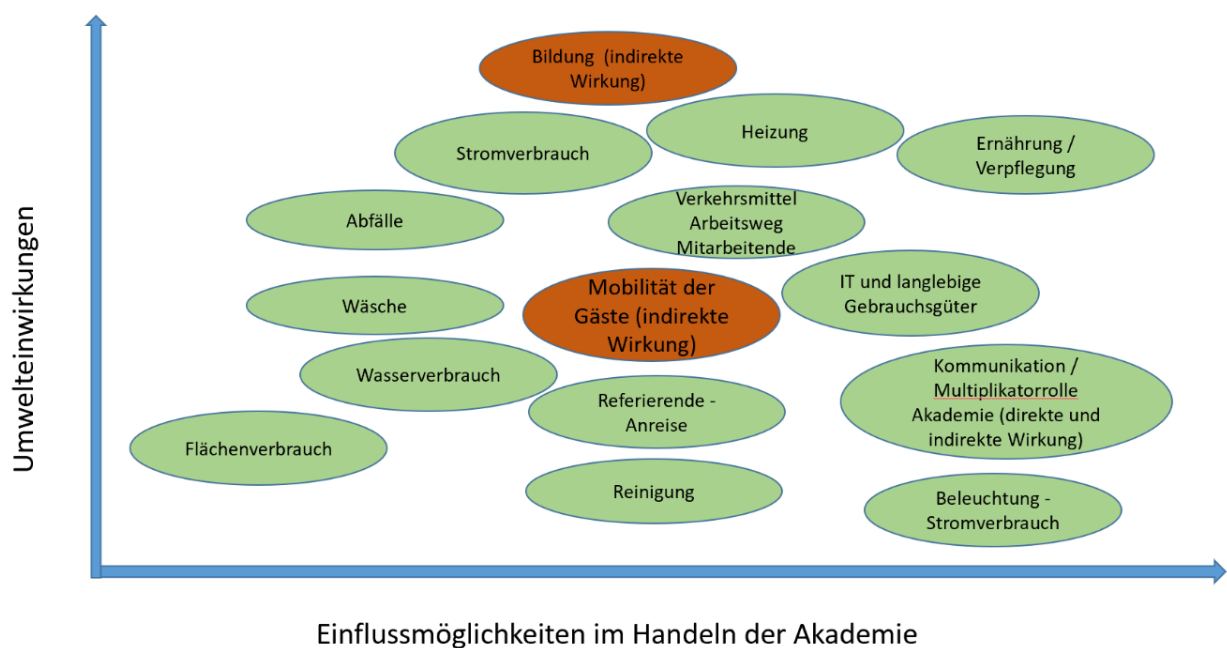 Umwelteinwirkungen
Bildung (indirekte
Wirkung)
Heizung
Stromverbrauch
Ernährung /
Verpflegung
Abfälle
Verkehrsmittel
Arbeitsweg
Mitarbeitende
Wäsche
Mobilität der
Gäste (indirekte
Wirkung)
IT und langlebige
Gebrauchsgüter
Wasserverbrauch
Referierende -
Anreise
Kommunikation /
Multiplikatorrolle
Akademie (direkte und
indirekte Wirkung)
Flächenverbrauch
Reinigung
Beleuchtung -
Stromverbrauch
Einflussmöglichkeiten im Handeln der Akademie